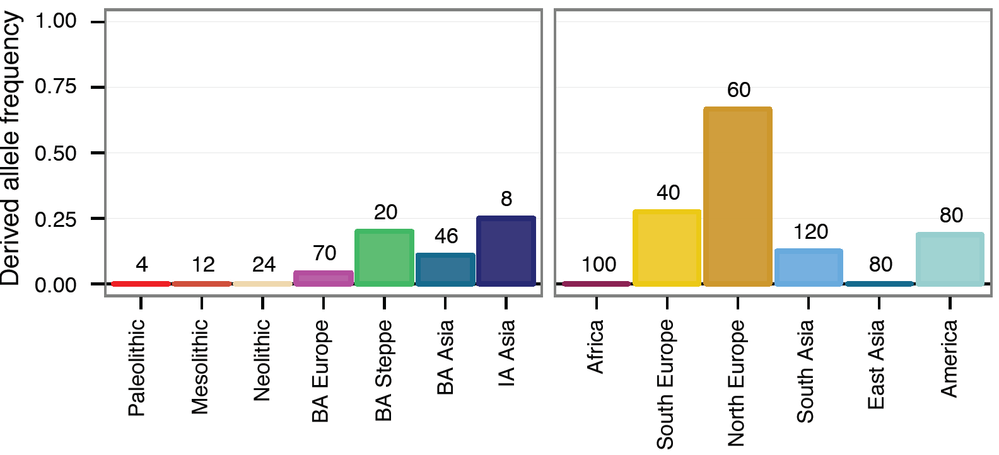 Derived allele frequency
1.00
0.75
0.50
0.25
0.00
4
12
24
70
20
46
8
100
40
60
120
80
80
Paleolithic
Mesolithic
Neolithic
BA Europe
BA Steppe
BA Asia
IA Asia
Africa
South Europe
North Europe
South Asia
East Asia
America